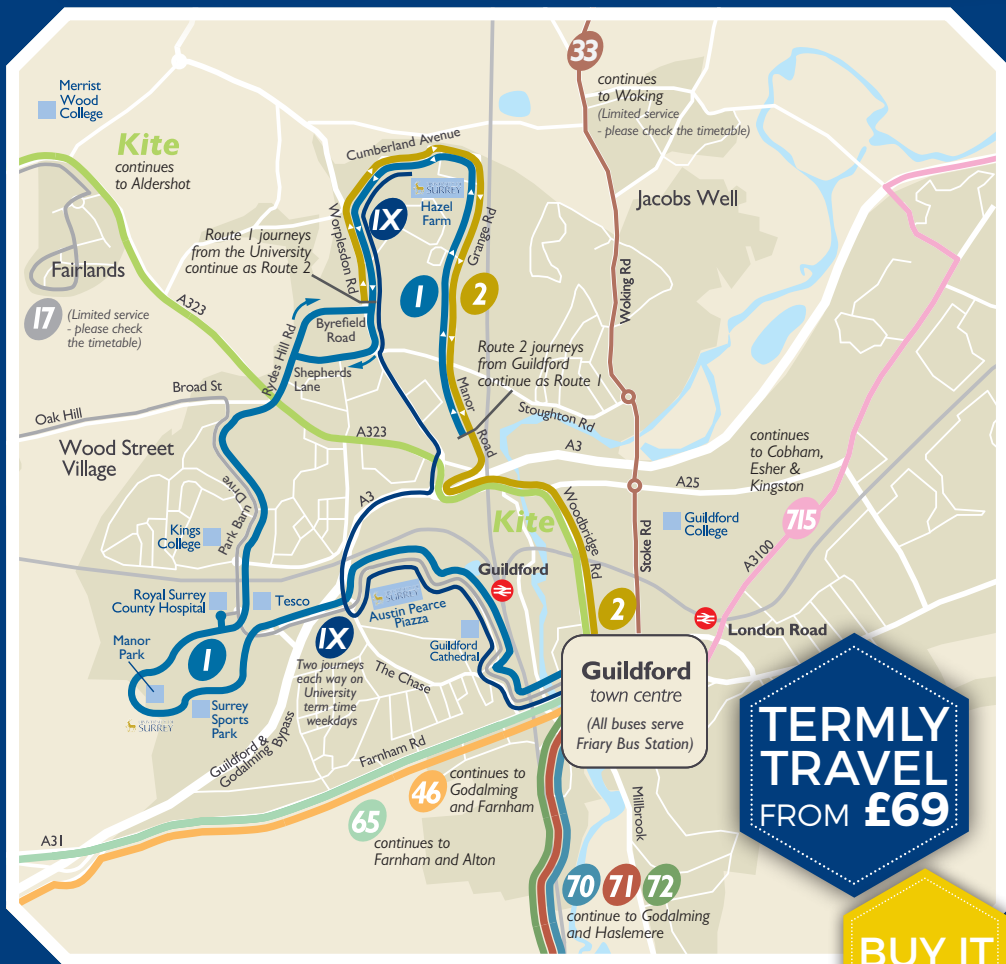 Merrist
Wood
College
Kite
continues
to Aldershot
Cumberland Avenue
33
continues
to Woking
(Limited service
- please check the timetable)
Jacobs Well
IX
SURREY
Hazel
Farm
Worplesdon Rd
Grange Rd
Route 1 journeys
from the University
continue as Route 2
Fairlands
17
(Limited service
- please check
the timetable)
A323
1
2
Woking Rd
Rydes Hill Rd
Byrefield
Road
Shepherds
Lane
Route 2 journeys
from Guildford
continue as Route 1
Broad St
Oak Hill
Manor
Road
Stoughton Rd
A3
Wood Street
Village
A323
continues
to Cobham,
Esher &
Kingston
A25
A3
Park Barn Drive
Kings
College
Kite
Woodbridge Rd
Stoke Rd
Guildford
College
715
A3100
Guildford
Royal Surrey
County Hospital
Tesco
SURREY
Austin Pearce
Piazza
2
London Road
Manor
Park
1
IX
Guildford
Cathedral
Two journeys
each way on
University
term time
weekdays
The Chase
Guildford
town centre
(All buses serve
Friary Bus Station)
SURREY
Surrey
Sports
Park
Guildford &
Godalming Bypass
Farnham Rd
46
continues to
Godalming
and Farnham
65
continues to
Farnham and Alton
A31
Millbrook
70 71 72
continue to Godalming
and Haslemere
TERMLY
TRAVEL
FROM £69
BUY IT